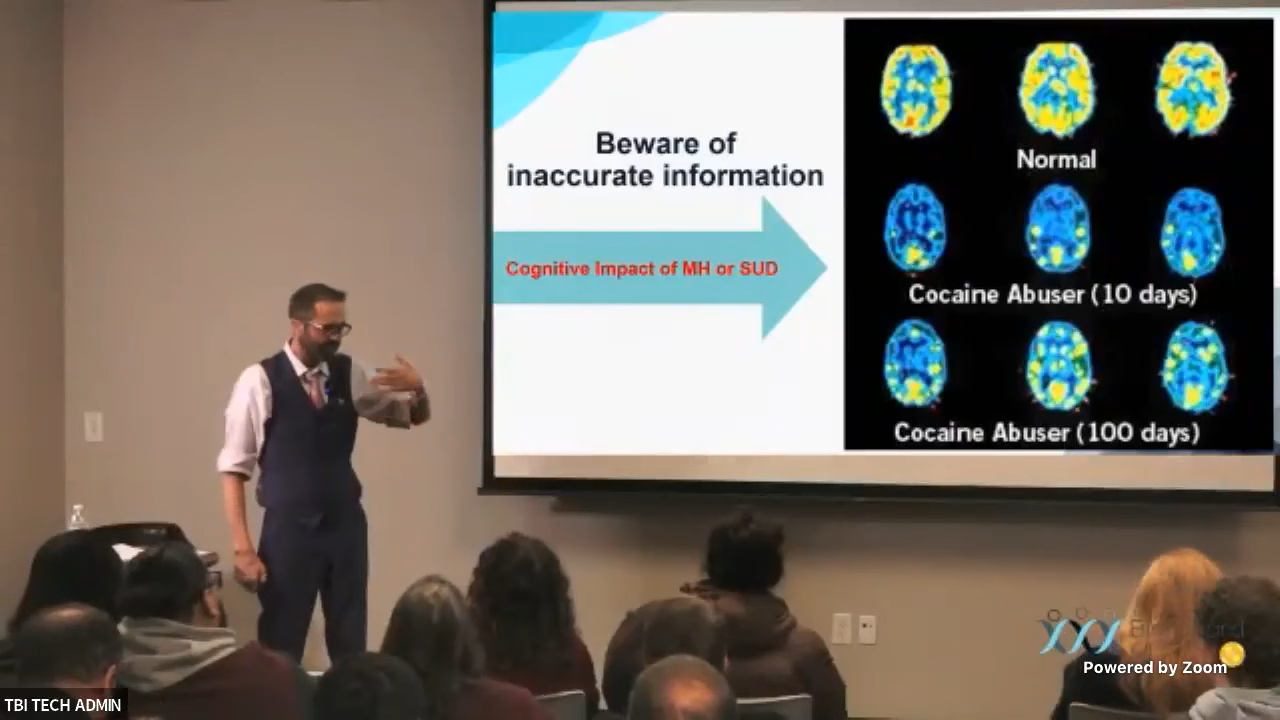 Beware of
inaccurate information
Cognitive Impact of MH or SUD
Normal
Cocaine Abuser (10 days)
Cocaine Abuser (100 days)
Powered by Zoom
TBI TECH ADMIN